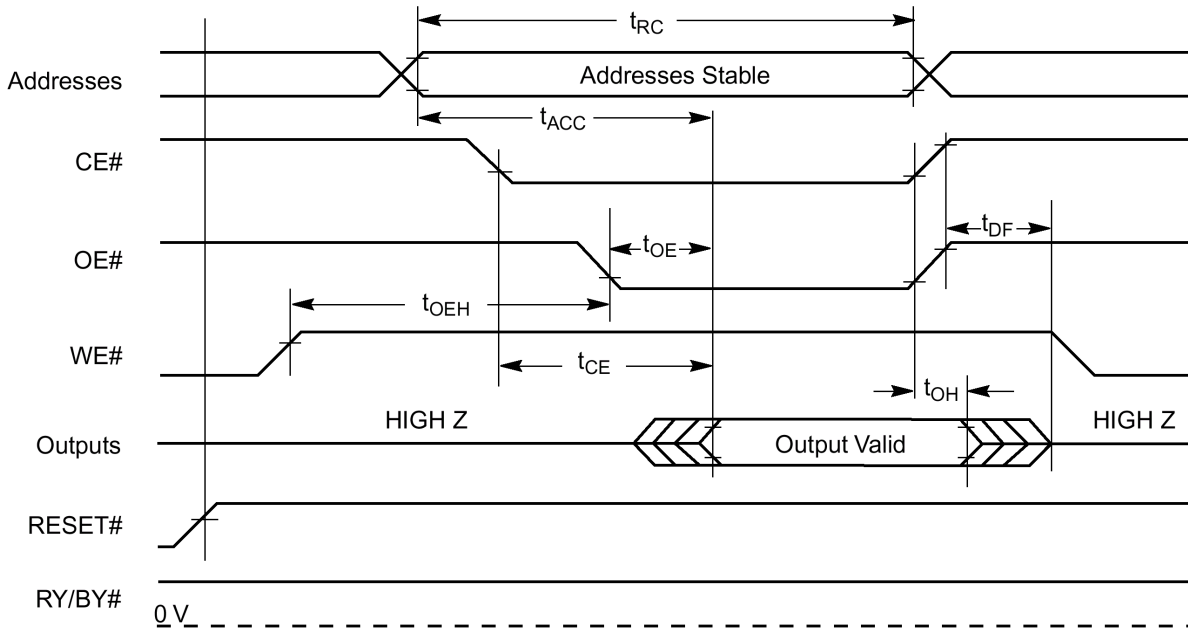 tRC
Addresses
Addresses Stable
tACC
CE#
tDF
OE#
tOE
tOEH
WE#
tCE
tOH
HIGH Z
HIGH Z
Outputs
Output Valid
RESET#
RY/BY#
0 V